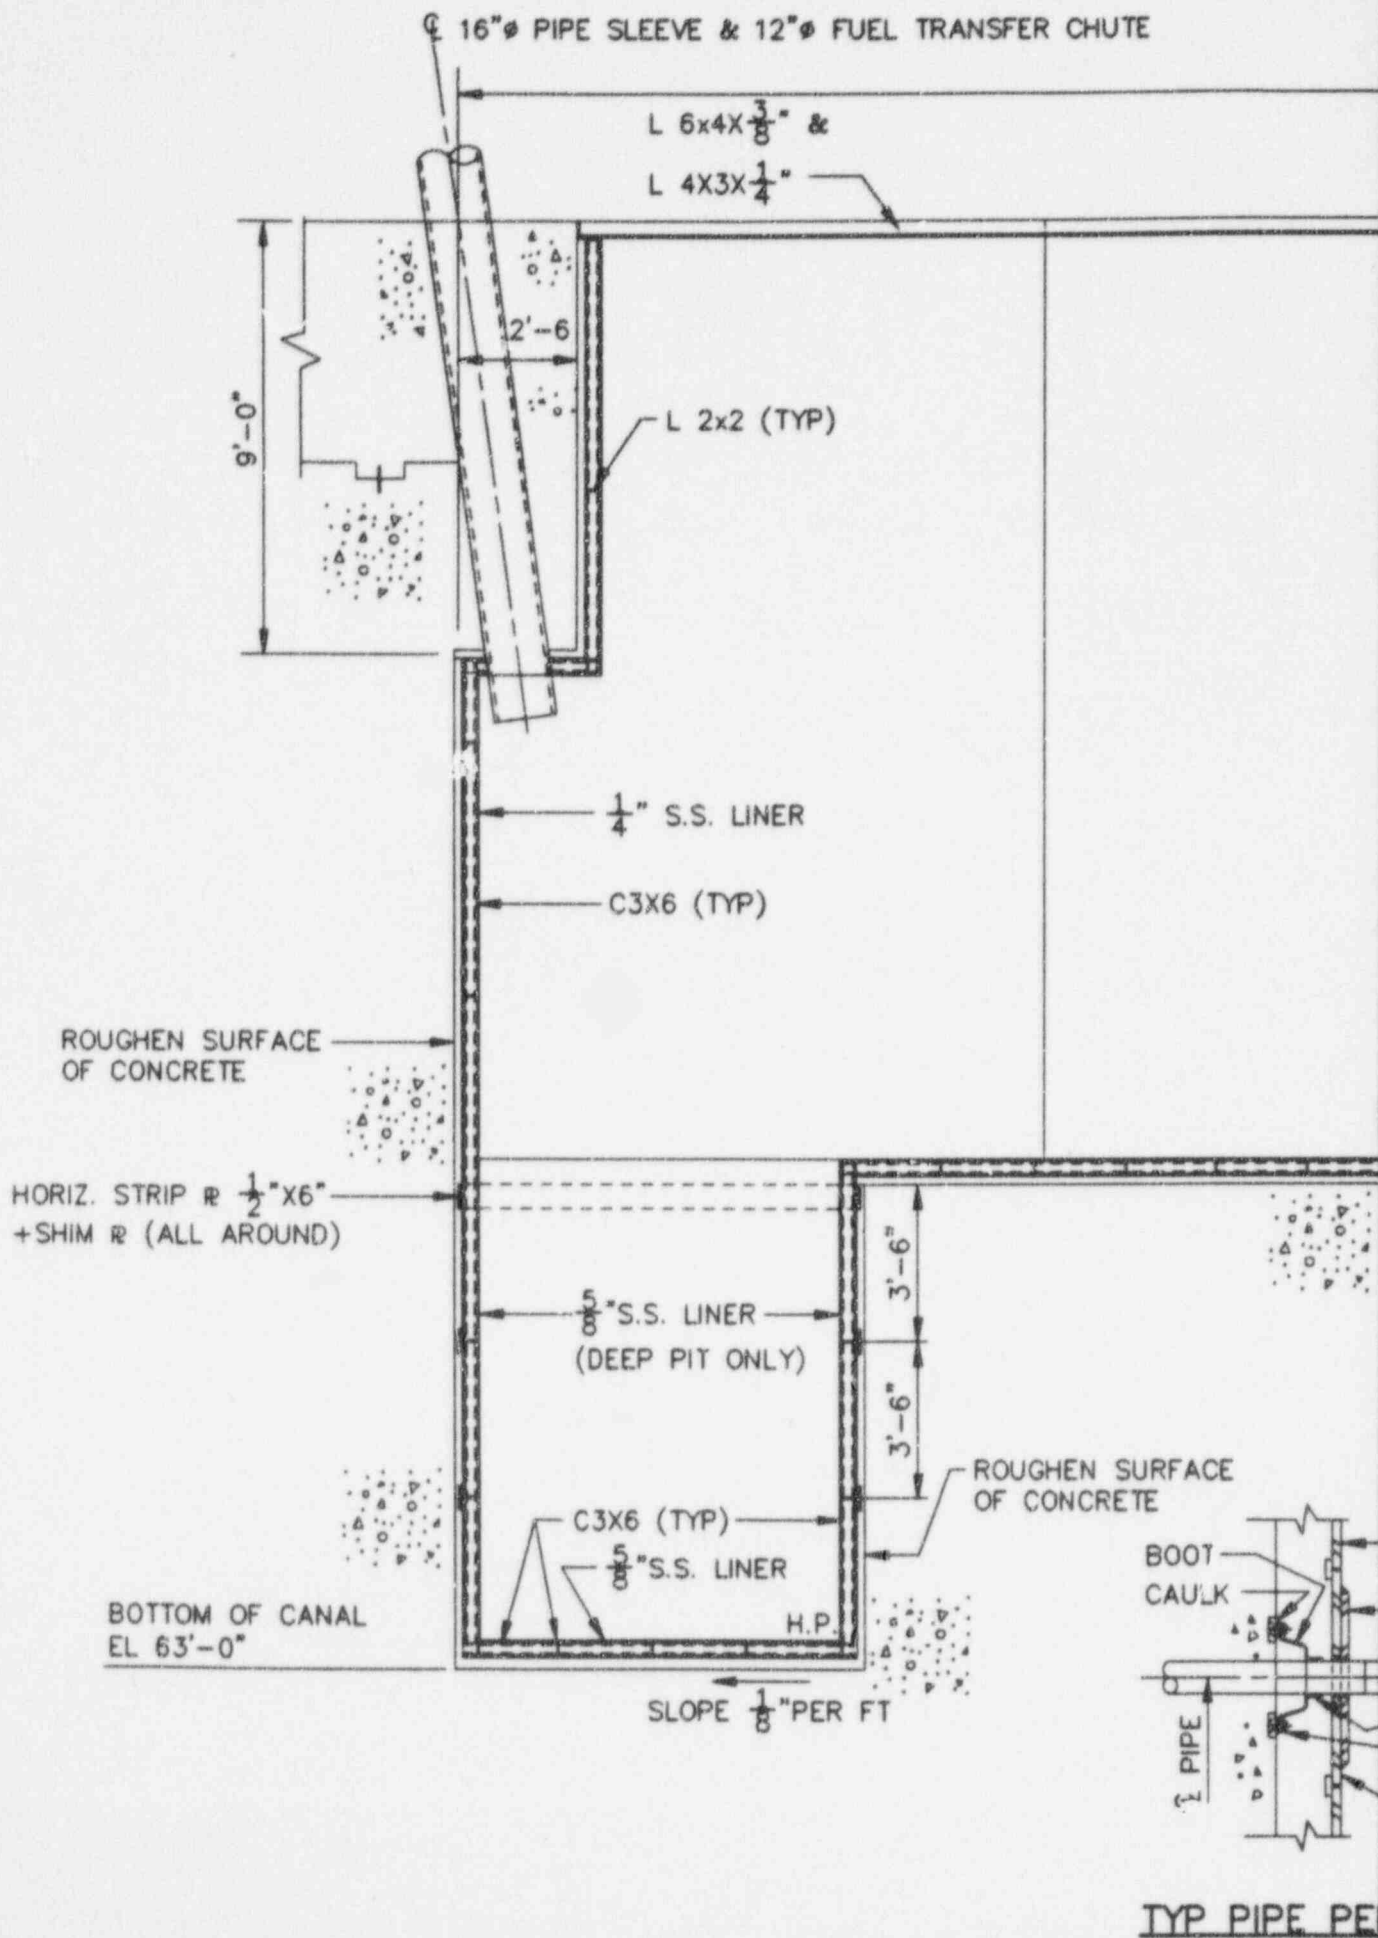 ℄ 16"ø PIPE SLEEVE & 12"ø FUEL TRANSFER CHUTE
L 6x4X3/8" &
L 4X3X1/4"
2'-6
9'-0"
L 2x2 (TYP)
1/4" S.S. LINER
C3X6 (TYP)
ROUGHEN SURFACE
OF CONCRETE
HORIZ. STRIP ℞ 1/2"X6"
+SHIM ℞ (ALL AROUND)
3'-6"
5/8"S.S. LINER
(DEEP PIT ONLY)
3'-6"
ROUGHEN SURFACE
OF CONCRETE
C3X6 (TYP)
5/8"S.S. LINER
BOOT
CAULK
BOTTOM OF CANAL
EL 63'-0"
H.P.
SLOPE 1/8"PER FT
℄ PIPE
TYP PIPE PE